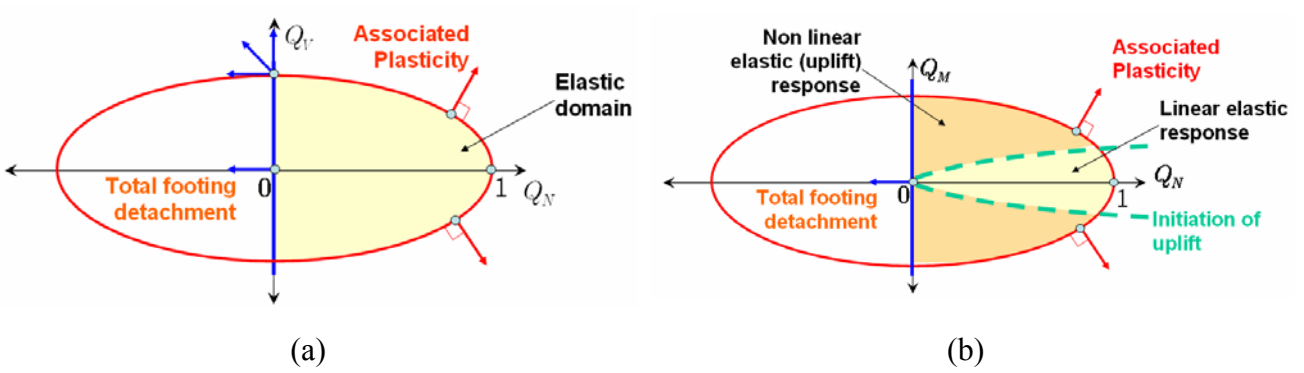 Q_V
Associated
Plasticity
Elastic
domain
Total footing
detachment
0
1
Q_N
(a)
Non linear
elastic (uplift)
response
Q_M
Associated
Plasticity
Linear elastic
response
Total footing
detachment
0
1
Q_N
Initiation of
uplift
(b)